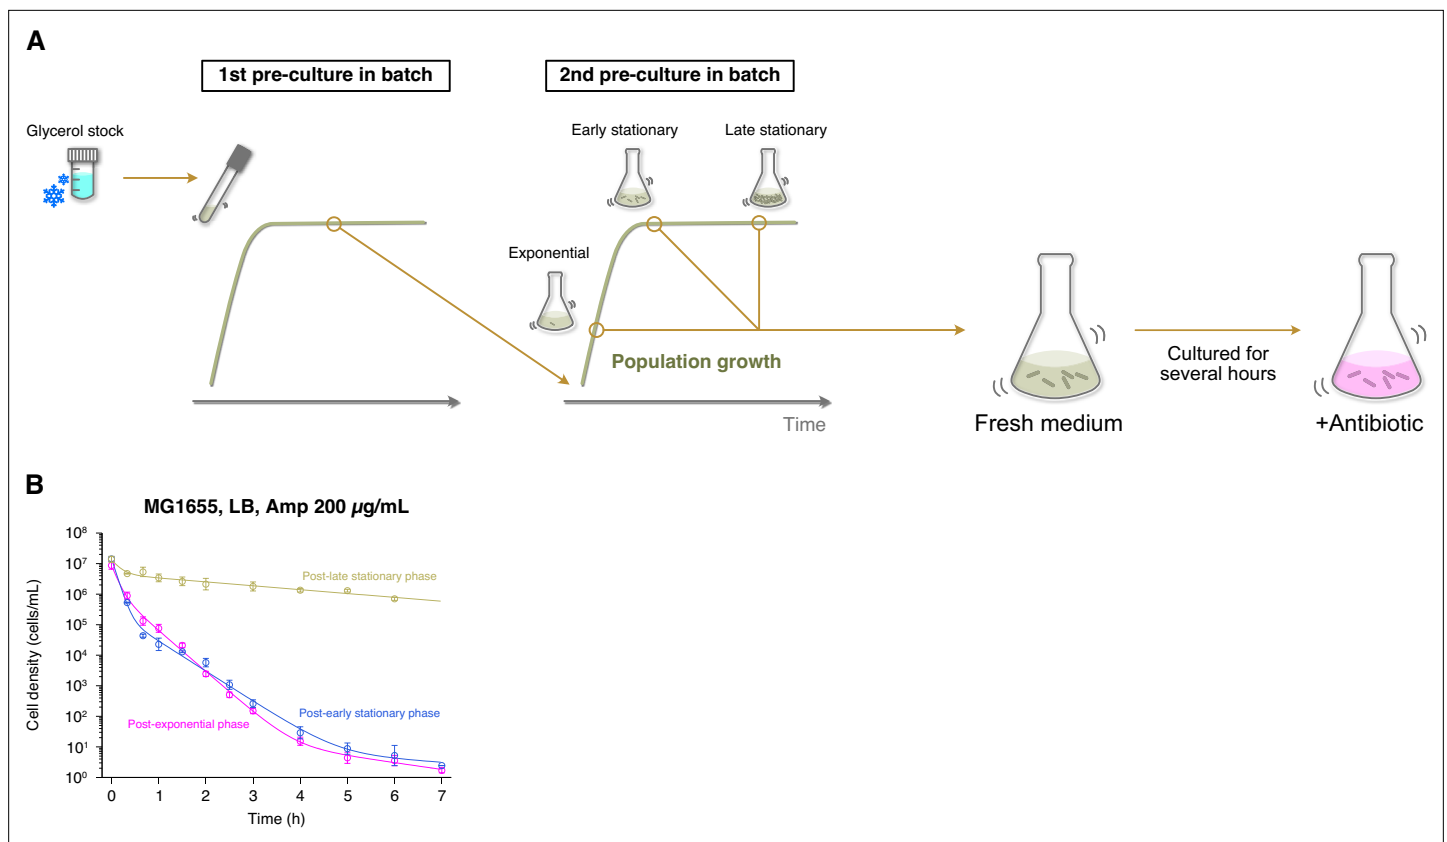 A
1st pre-culture in batch
2nd pre-culture in batch
Glycerol stock
Early stationary
Late stationary
Exponential
Population growth
Time
Cultured for
several hours
Fresh medium
+Antibiotic
B
MG1655, LB, Amp 200 µg/mL
Cell density (cells/mL)
10⁸
10⁷
10⁶
10⁵
10⁴
10³
10²
10¹
10⁰
Post-late stationary phase
Post-early stationary phase
Post-exponential phase
0 1 2 3 4 5 6 7
Time (h)